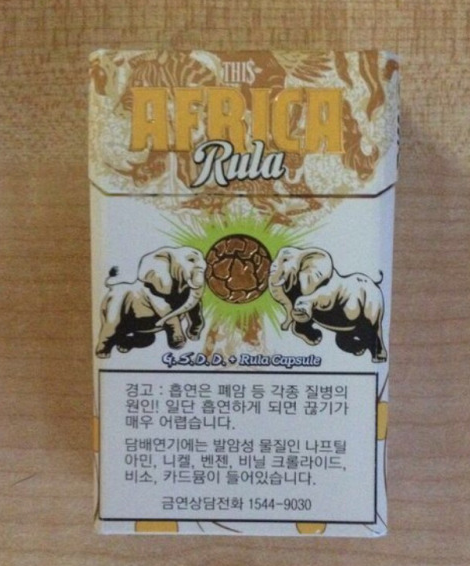 THIS
AFRICA
Rula
G.S.D.D. + Rula Capsule
경고 : 흡연은 폐암 등 각종 질병의
원인! 일단 흡연하게 되면 끊기가
매우 어렵습니다.
담배연기에는 발암성 물질인 나프틸
아민, 니켈, 벤젠, 비닐 크롤라이드,
비소, 카드뮴이 들어있습니다.
금연상담전화 1544-9030